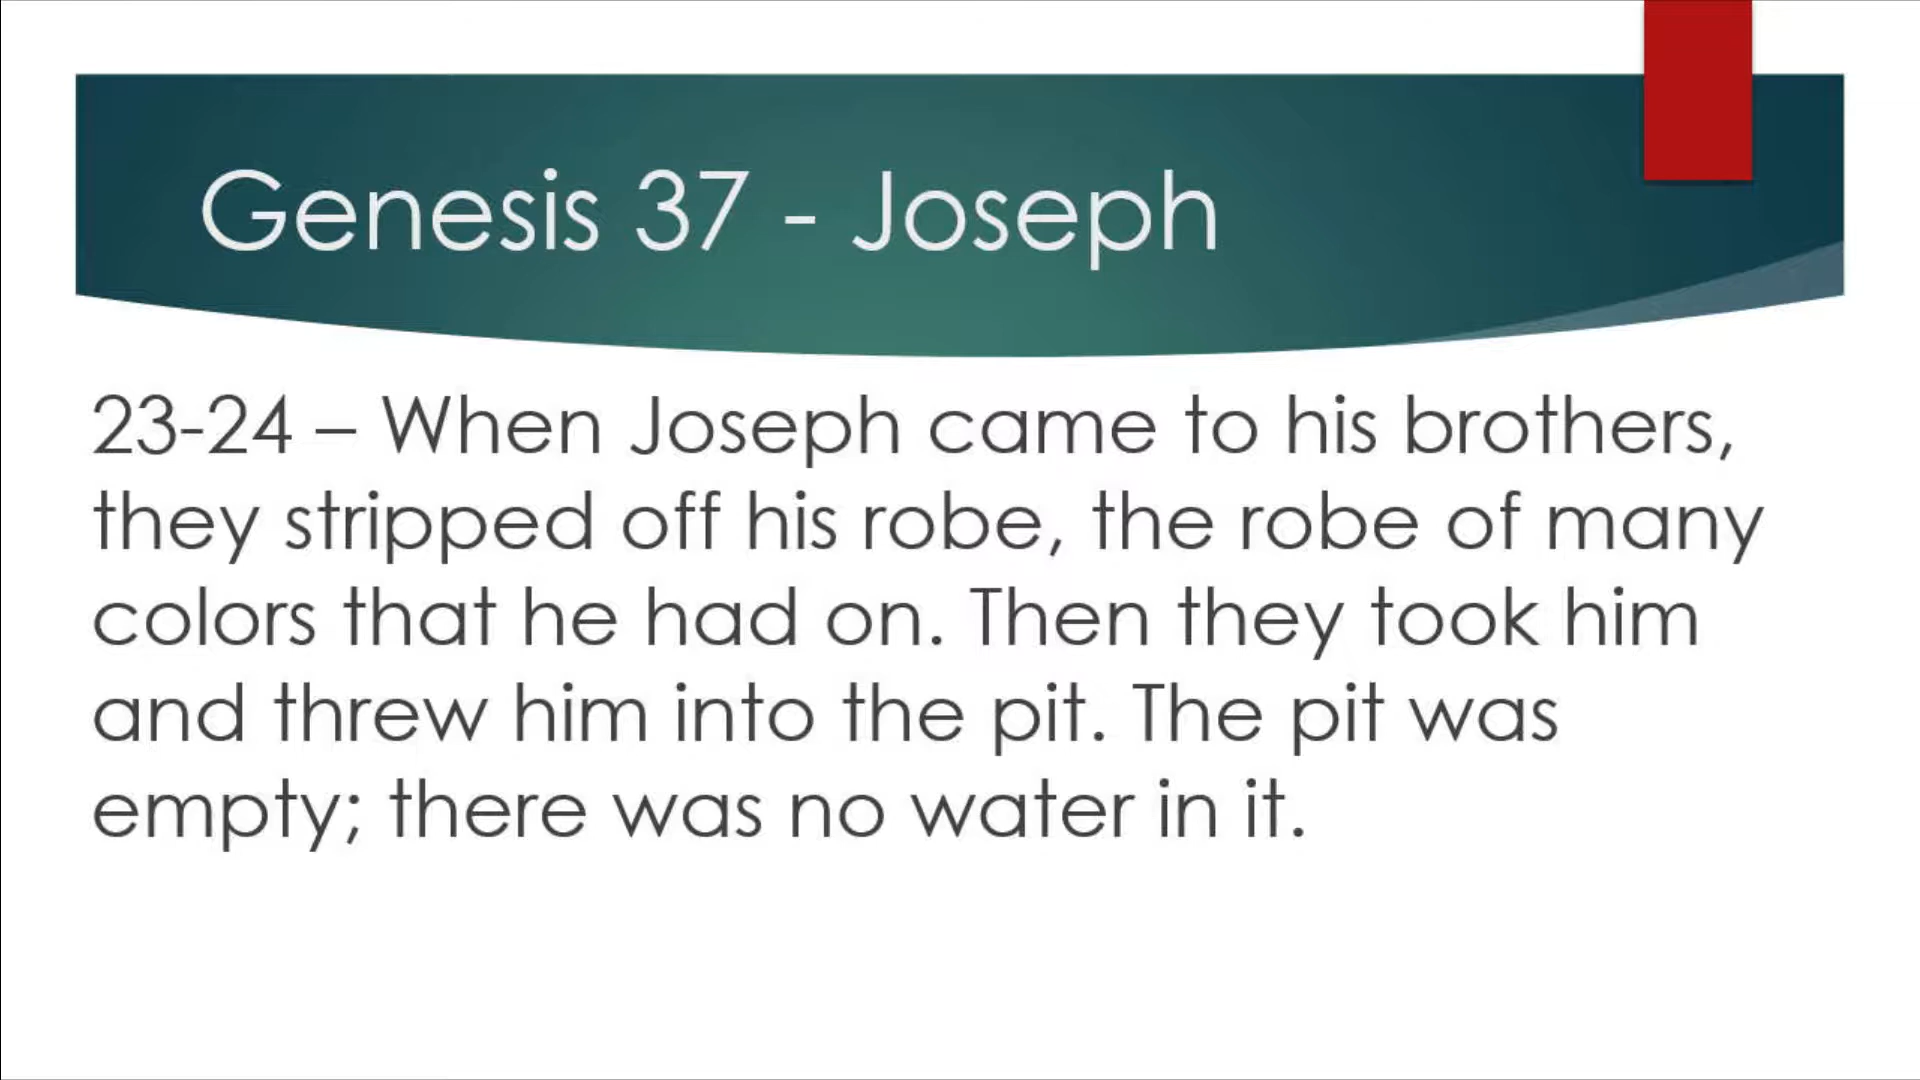 Genesis 37 - Joseph
23-24 – When Joseph came to his brothers,
they stripped off his robe, the robe of many
colors that he had on. Then they took him
and threw him into the pit. The pit was
empty; there was no water in it.